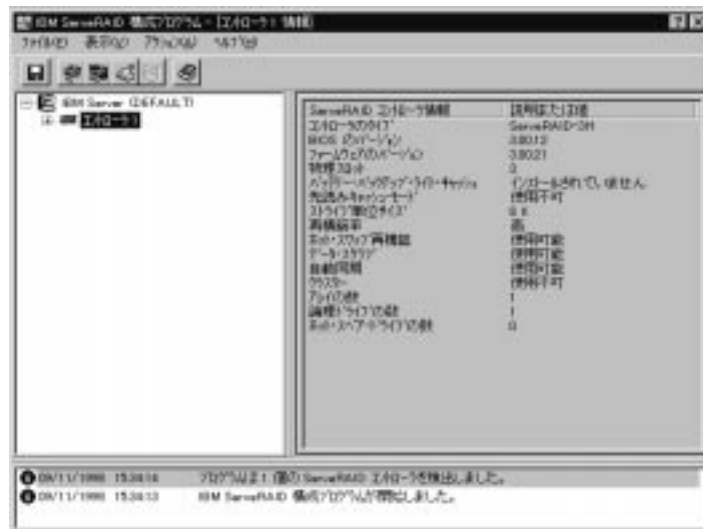 IBM ServeRAID 構成プログラム - [コントローラ 1 情報]
ファイル(F) 表示(V) アクション(A) ヘルプ(H)
IBM Server (DEFAULT)
コントローラ 1
ServeRAID コントローラ情報 説明または値
コントローラのタイプ ServeRAID-3H
BIOS のバージョン 3.00.12
ファームウェアのバージョン 3.00.21
物理スロット 3
バッテリー・バックアップ・ライト・キャッシュ インストールされていません
先読みキャッシュ・モード 使用不可
ストライプ単位サイズ 8 K
再構築率 高
ホット・スワップ再構築 使用可能
データ・スクラブ 使用可能
自動同期 使用可能
クラスター 使用不可
アレイの数 1
論理ドライブの数 1
ホット・スペア・ドライブの数 0
09/11/1998 15:34:14 プログラムは 1 個の ServeRAID コントローラを検出しました。
09/11/1998 15:34:13 IBM ServeRAID 構成プログラムが開始しました。